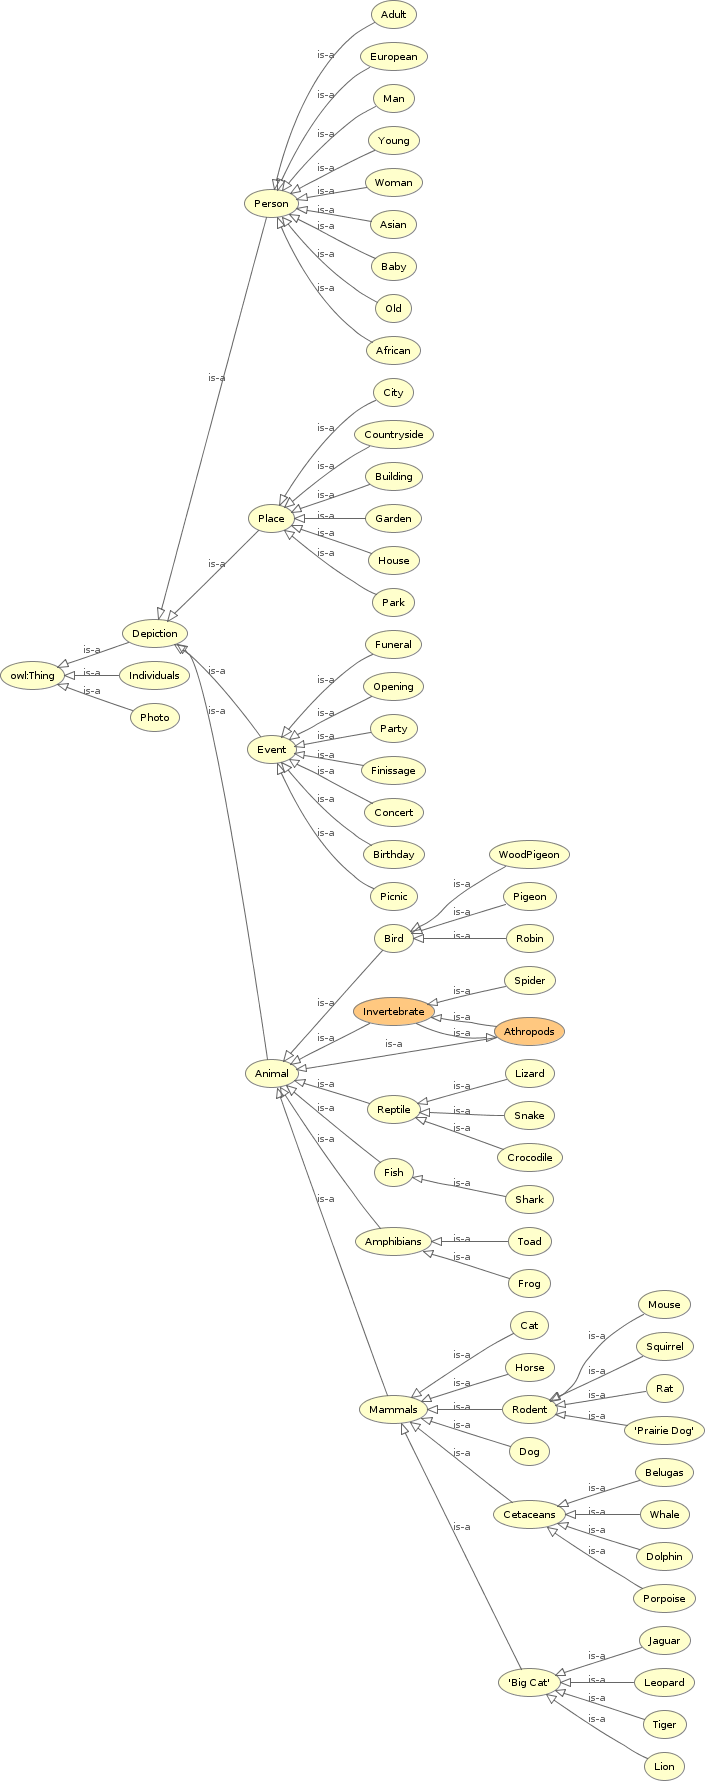 Adult
is-a
European
is-a
Man
is-a
Young
is-a
Woman
is-a
Person
Asian
is-a
is-a
Baby
is-a
Old
is-a
African
is-a
City
is-a
Countryside
is-a
Building
is-a
Place
Garden
is-a
House
is-a
Park
is-a
is-a
Depiction
Funeral
is-a
is-a
owl:Thing
is-a
Individuals
is-a
Opening
is-a
is-a
Photo
is-a
Party
is-a
Event
Finissage
is-a
Concert
is-a
Birthday
is-a
Picnic
is-a
WoodPigeon
is-a
Pigeon
is-a
Bird
Robin
is-a
Spider
is-a
is-a
Invertebrate
is-a
Athropods
is-a
is-a
is-a
Animal
Lizard
is-a
is-a
Reptile
Snake
is-a
is-a
Crocodile
is-a
Fish
Shark
is-a
is-a
Amphibians
Toad
is-a
Frog
is-a
is-a
Mouse
Cat
is-a
is-a
Squirrel
is-a
Horse
is-a
Rat
is-a
Mammals
is-a
Rodent
'Prairie Dog'
is-a
Dog
is-a
is-a
Belugas
is-a
Cetaceans
Whale
is-a
is-a
Dolphin
is-a
Porpoise
is-a
Jaguar
is-a
'Big Cat'
Leopard
is-a
Tiger
is-a
Lion
is-a